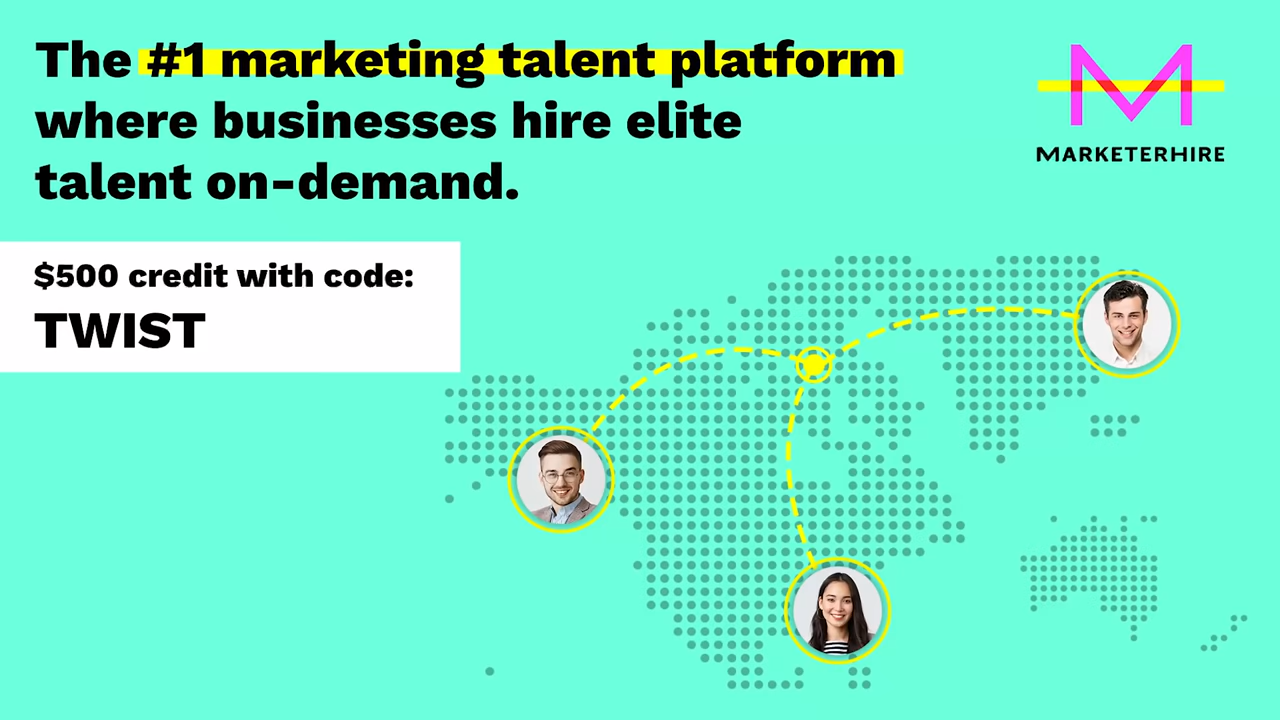 The #1 marketing talent platform
where businesses hire elite
talent on-demand.
MARKETERHIRE
$500 credit with code:
TWIST